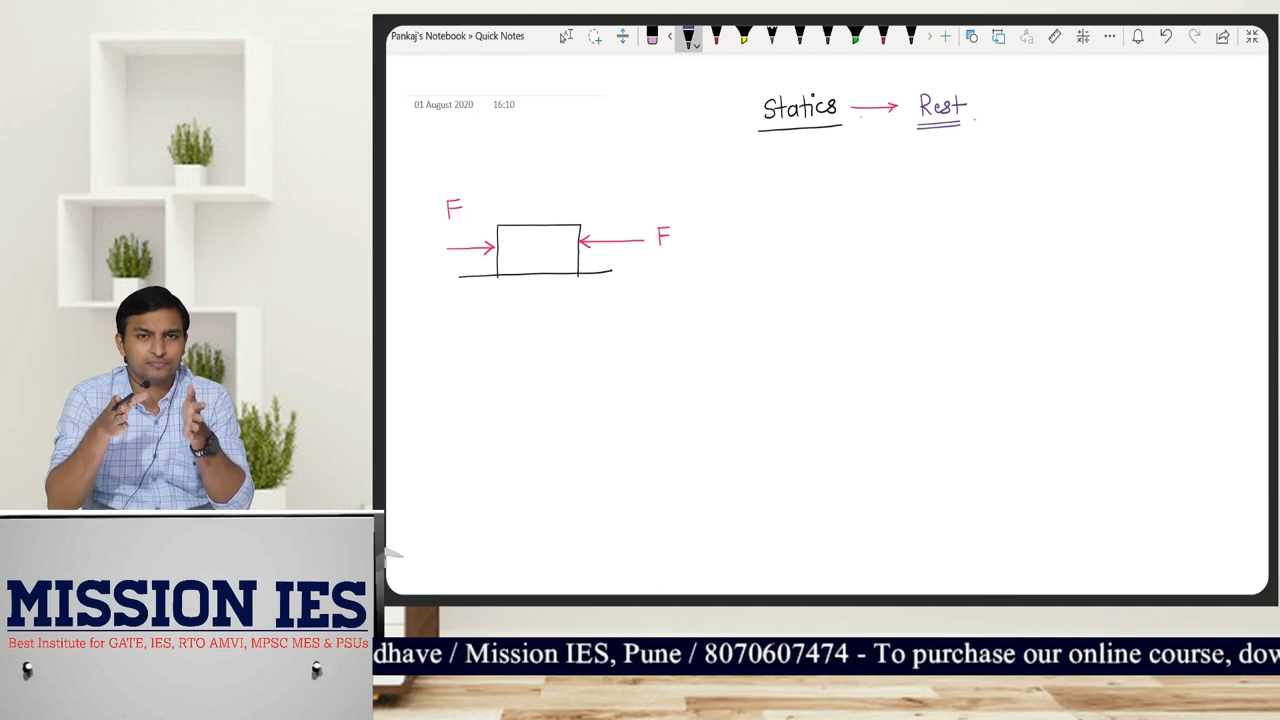 Pankaj's Notebook » Quick Notes
01 August 2020 16:10
Statics → Rest
F
F
MISSION IES
Best Institute for GATE, IES, RTO AMVI, MPSC MES & PSUs
dhave / Mission IES, Pune / 8070607474 - To purchase our online course, dow